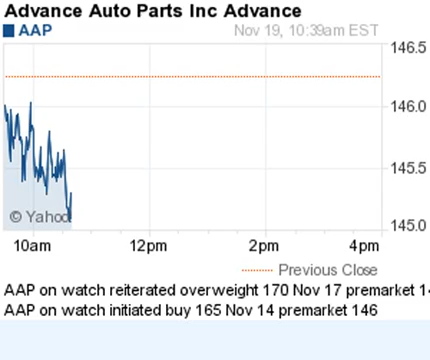 Advance Auto Parts Inc Advance
AAP Nov 19, 10:39am EST
146.5
146.0
145.5
145.0
© Yahoo
10am 12pm 2pm 4pm
Previous Close
AAP on watch reiterated overweight 170 Nov 17 premarket
AAP on watch initiated buy 165 Nov 14 premarket 146